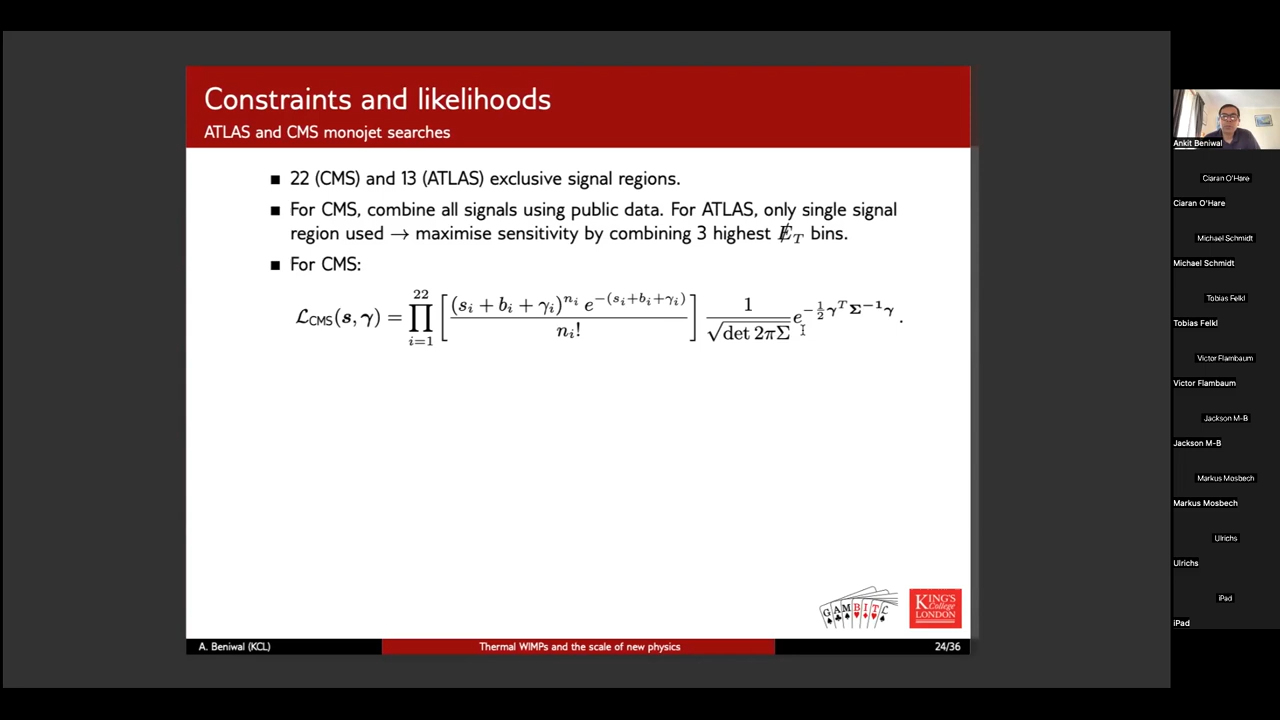 Constraints and likelihoods
ATLAS and CMS monojet searches
■ 22 (CMS) and 13 (ATLAS) exclusive signal regions.
■ For CMS, combine all signals using public data. For ATLAS, only single signal
region used → maximise sensitivity by combining 3 highest E̸_T bins.
■ For CMS:
ℒ_CMS(s, γ) = ∏_{i=1}^{22} [ (s_i + b_i + γ_i)^{n_i} e^{−(s_i+b_i+γ_i)} / n_i! ] 1/√(det 2πΣ) e^{−½ γ^T Σ^{−1} γ} .
GAMBIT
KING'S
College
LONDON
A. Beniwal (KCL)
Thermal WIMPs and the scale of new physics
24/36
Ankit Beniwal
Ciaran O'Hare
Ciaran O'Hare
Michael Schmidt
Michael Schmidt
Tobias Felkl
Tobias Felkl
Victor Flambaum
Victor Flambaum
Jackson M-B
Jackson M-B
Markus Mosbech
Markus Mosbech
Ulrichs
Ulrichs
iPad
iPad